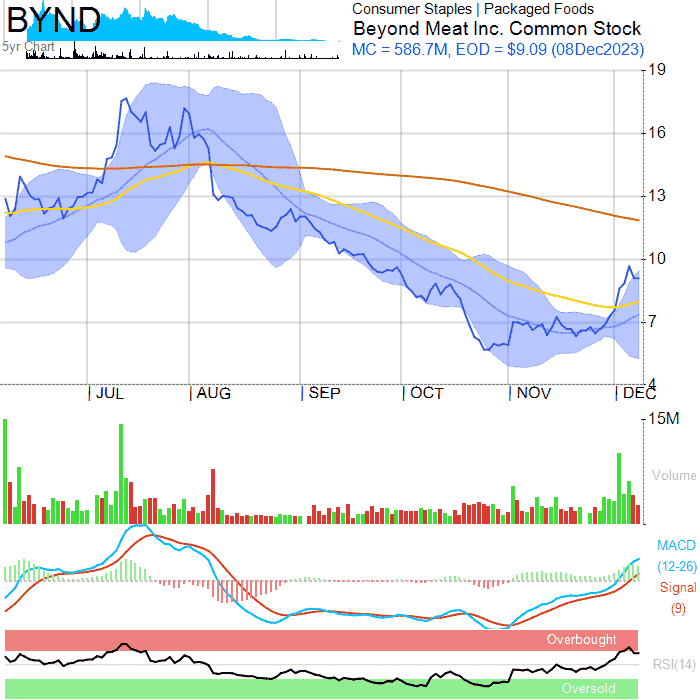 BYND
5yr Chart
Consumer Staples | Packaged Foods
Beyond Meat Inc. Common Stock
MC = 586.7M, EOD = $9.09 (08Dec2023)
19
16
13
10
7
4
JUL AUG SEP OCT NOV DEC
15M
Volume
MACD
(12-26)
Signal
(9)
Overbought
RSI(14)
Oversold